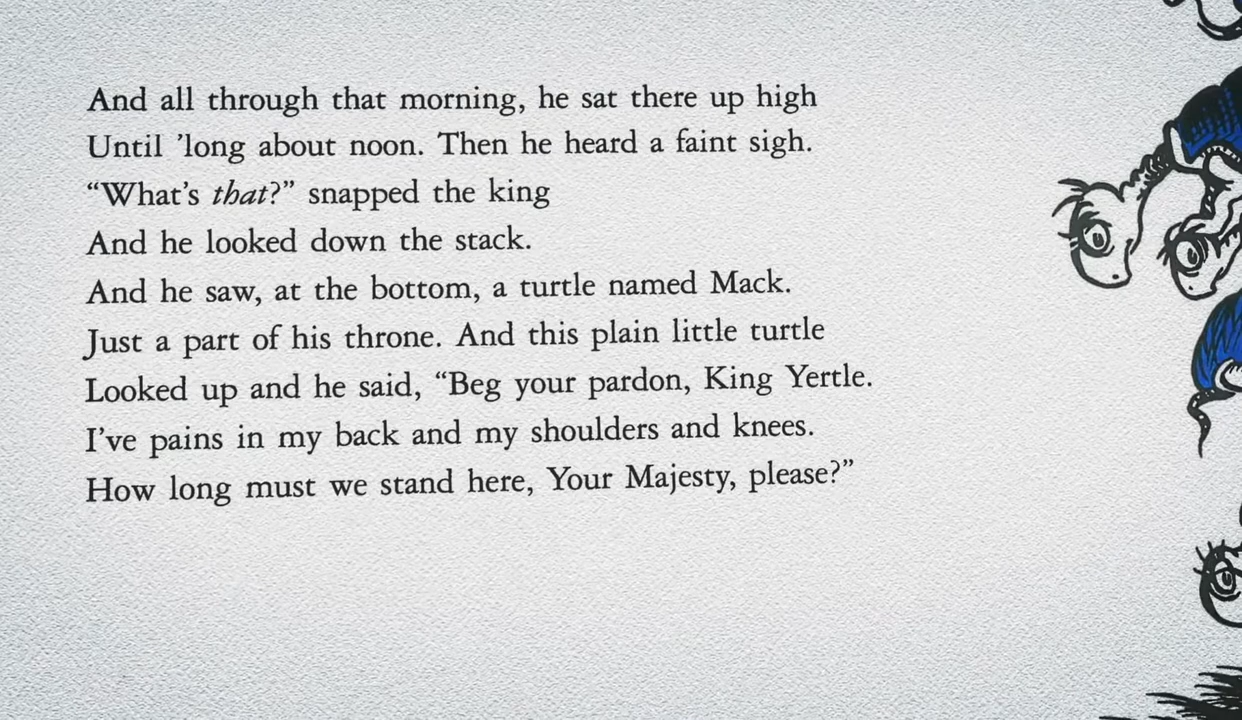 And all through that morning, he sat there up high
Until ’long about noon. Then he heard a faint sigh.
“What’s that?” snapped the king
And he looked down the stack.
And he saw, at the bottom, a turtle named Mack.
Just a part of his throne. And this plain little turtle
Looked up and he said, “Beg your pardon, King Yertle.
I’ve pains in my back and my shoulders and knees.
How long must we stand here, Your Majesty, please?”